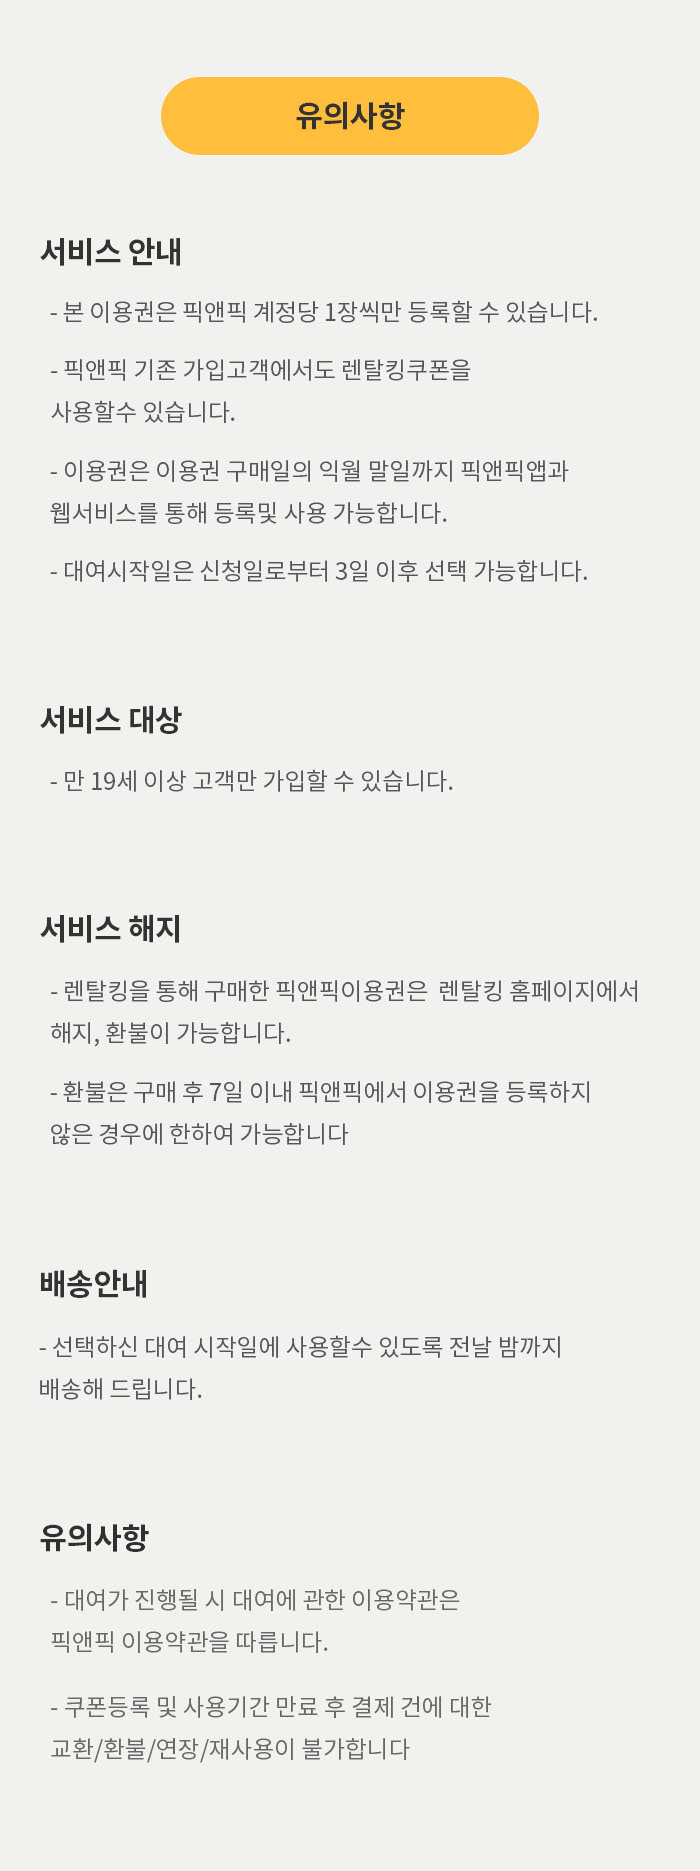 유의사항
서비스 안내
- 본 이용권은 픽앤픽 계정당 1장씩만 등록할 수 있습니다.
- 픽앤픽 기존 가입고객에서도 렌탈킹쿠폰을
사용할수 있습니다.
- 이용권은 이용권 구매일의 익월 말일까지 픽앤픽앱과
웹서비스를 통해 등록및 사용 가능합니다.
- 대여시작일은 신청일로부터 3일 이후 선택 가능합니다.
서비스 대상
- 만 19세 이상 고객만 가입할 수 있습니다.
서비스 해지
- 렌탈킹을 통해 구매한 픽앤픽이용권은  렌탈킹 홈페이지에서
해지, 환불이 가능합니다.
- 환불은 구매 후 7일 이내 픽앤픽에서 이용권을 등록하지
않은 경우에 한하여 가능합니다
배송안내
- 선택하신 대여 시작일에 사용할수 있도록 전날 밤까지
배송해 드립니다.
유의사항
- 대여가 진행될 시 대여에 관한 이용약관은
픽앤픽 이용약관을 따릅니다.
- 쿠폰등록 및 사용기간 만료 후 결제 건에 대한
교환/환불/연장/재사용이 불가합니다